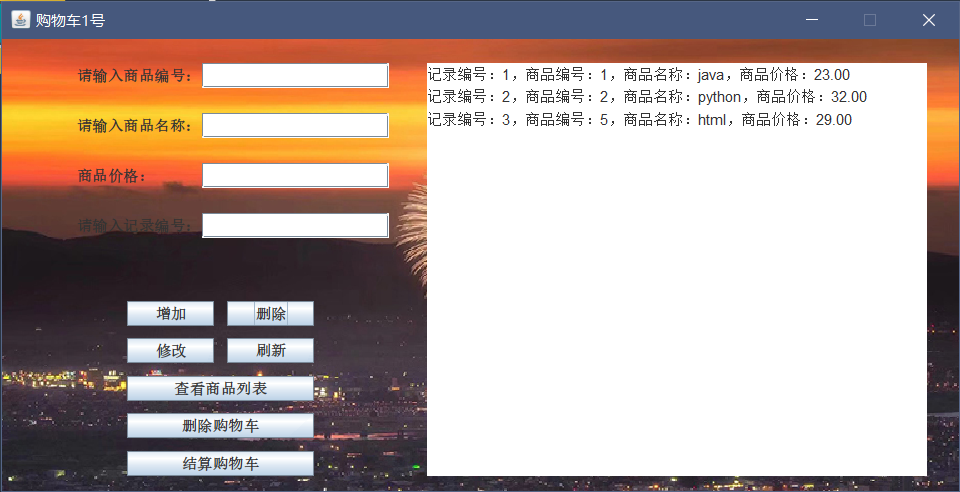 购物车1号
请输入商品编号：
请输入商品名称：
商品价格：
请输入记录编号：
增加 删除
修改 刷新
查看商品列表
删除购物车
结算购物车
记录编号：1，商品编号：1，商品名称：java，商品价格：23.00
记录编号：2，商品编号：2，商品名称：python，商品价格：32.00
记录编号：3，商品编号：5，商品名称：html，商品价格：29.00